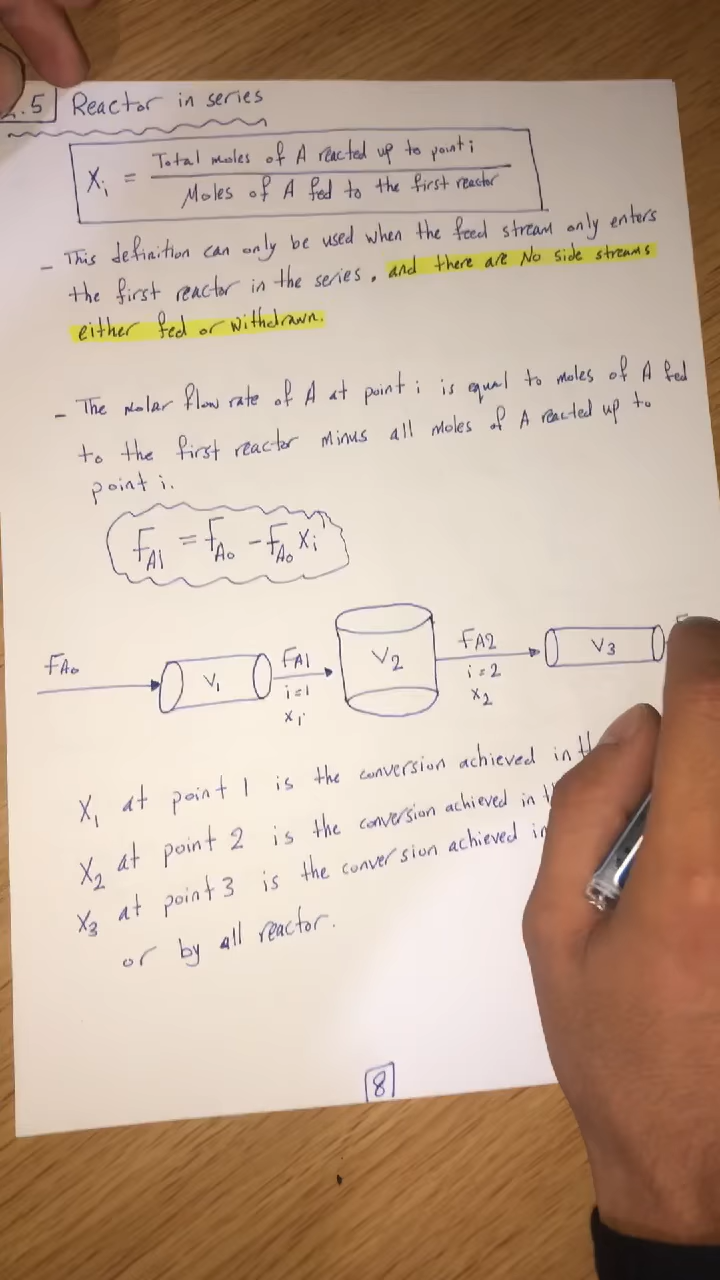 .5 Reactor in series
Xi = Total moles of A reacted up to point i
Moles of A fed to the first reactor
- This definition can only be used when the feed stream only enters
the first reactor in the series, and there are No side streams
either fed or withdrawn.
- The molar flow rate of A at point i is equal to moles of A fed
to the first reactor minus all moles of A reacted up to
point i.
FA1 = FA0 - FA0 Xi
FA0 V1 FA1 V2 FA2 V3
i=1 i=2
X1 X2
X1 at point 1 is the conversion achieved in
X2 at point 2 is the conversion achieved in
X3 at point 3 is the conversion achieved in
or by all reactor.
8